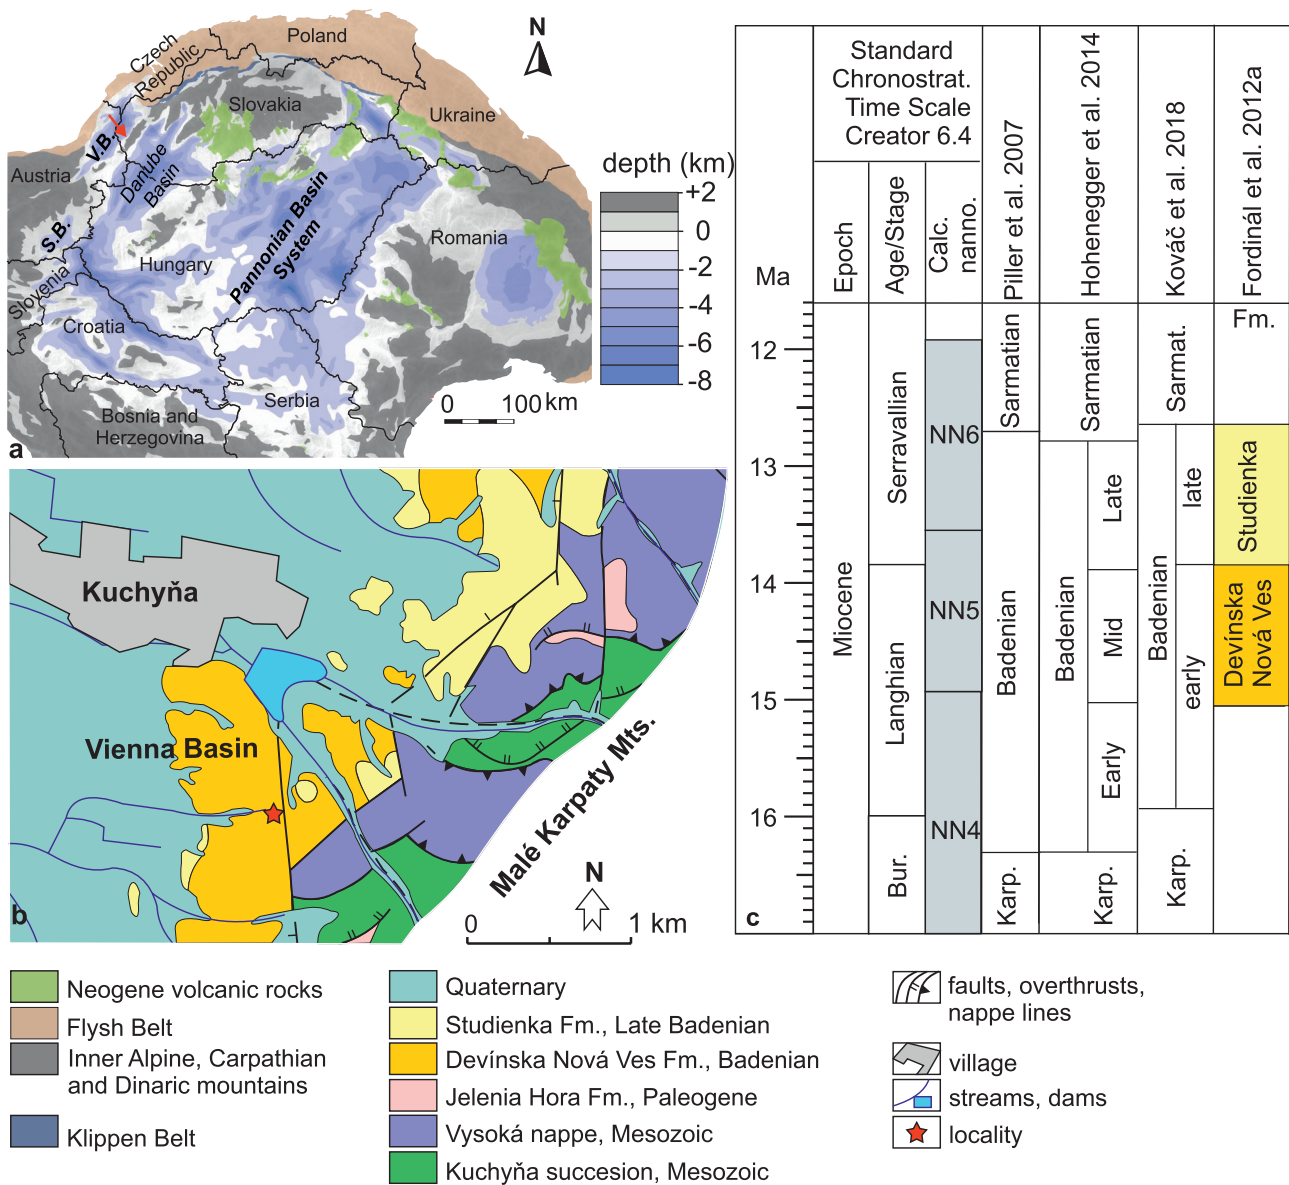 Poland
N
Czech
Republic
Slovakia
Ukraine
V.B.
Danube
Basin
Austria
S.B.
Pannonian Basin
System
Romania
Hungary
Slovenia
Croatia
Serbia
Bosnia and
Herzegovina
depth (km)
+2
0
-2
-4
-6
-8
0 100 km
a
Kuchyňa
Vienna Basin
Malé Karpaty Mts.
N
0 1 km
b
Standard
Chronostrat.
Time Scale
Creator 6.4
Ma
Epoch
Age/Stage
Calc.
nanno.
Piller et al. 2007
Hohenegger et al. 2014
Kováč et al. 2018
Fordinál et al. 2012a
Fm.
12
13
14
15
16
Miocene
Serravallian
Langhian
Bur.
NN6
NN5
NN4
Sarmatian
Badenian
Karp.
Sarmatian
Badenian
Late
Mid
Early
Karp.
Sarmat.
Badenian
late
early
Karp.
Studienka
Devínska
Nová Ves
c
Neogene volcanic rocks
Flysh Belt
Inner Alpine, Carpathian
and Dinaric mountains
Klippen Belt
Quaternary
Studienka Fm., Late Badenian
Devínska Nová Ves Fm., Badenian
Jelenia Hora Fm., Paleogene
Vysoká nappe, Mesozoic
Kuchyňa succesion, Mesozoic
faults, overthrusts,
nappe lines
village
streams, dams
locality